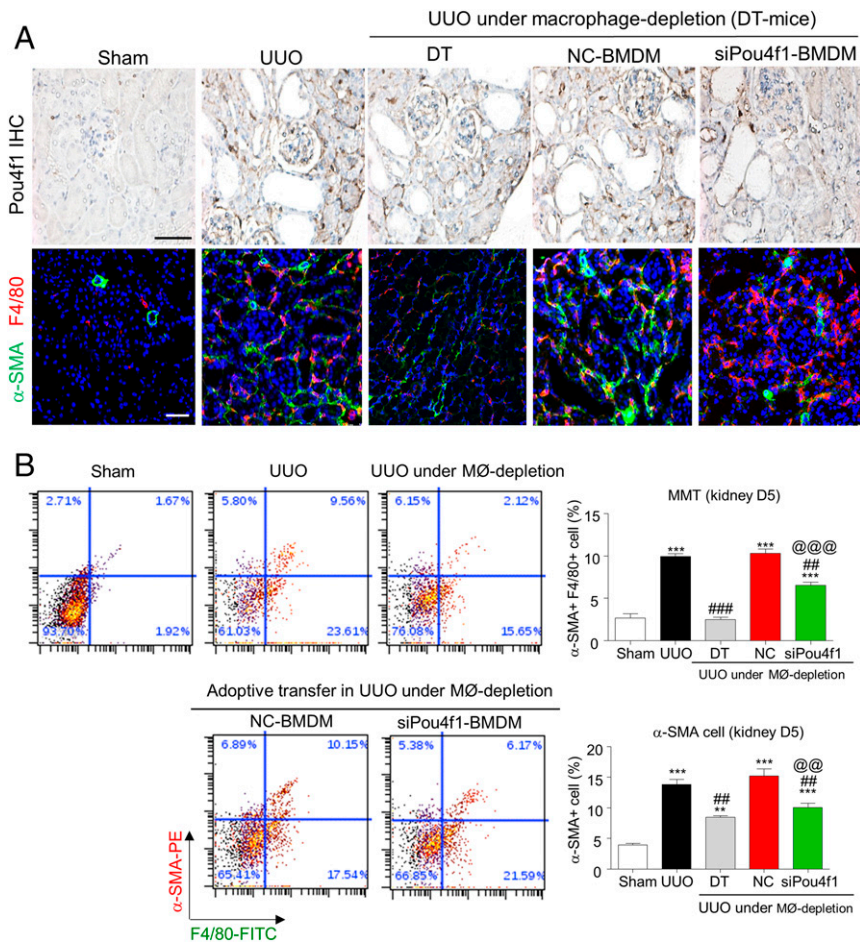 UUO under macrophage-depletion (DT-mice)
A
Sham UUO DT NC-BMDM siPou4f1-BMDM
Pou4f1 IHC
α-SMA F4/80
B
Sham UUO UUO under MØ-depletion
2.71% 1.67% 5.80% 9.56% 6.15% 2.12%
93.70% 1.92% 61.03% 23.61% 76.08% 15.65%
MMT (kidney D5)
α-SMA+ F4/80+ cell (%)
15
10
5
0
*** ### *** @@@
##
***
Sham UUO DT NC siPou4f1
UUO under MØ-depletion
Adoptive transfer in UUO under MØ-depletion
NC-BMDM siPou4f1-BMDM
6.89% 10.15% 5.38% 6.17%
65.41% 17.54% 66.85% 21.59%
α-SMA-PE
F4/80-FITC
α-SMA cell (kidney D5)
α-SMA+ cell (%)
20
15
10
5
0
*** ##
**
*** @@
##
***
Sham UUO DT NC siPou4f1
UUO under MØ-depletion